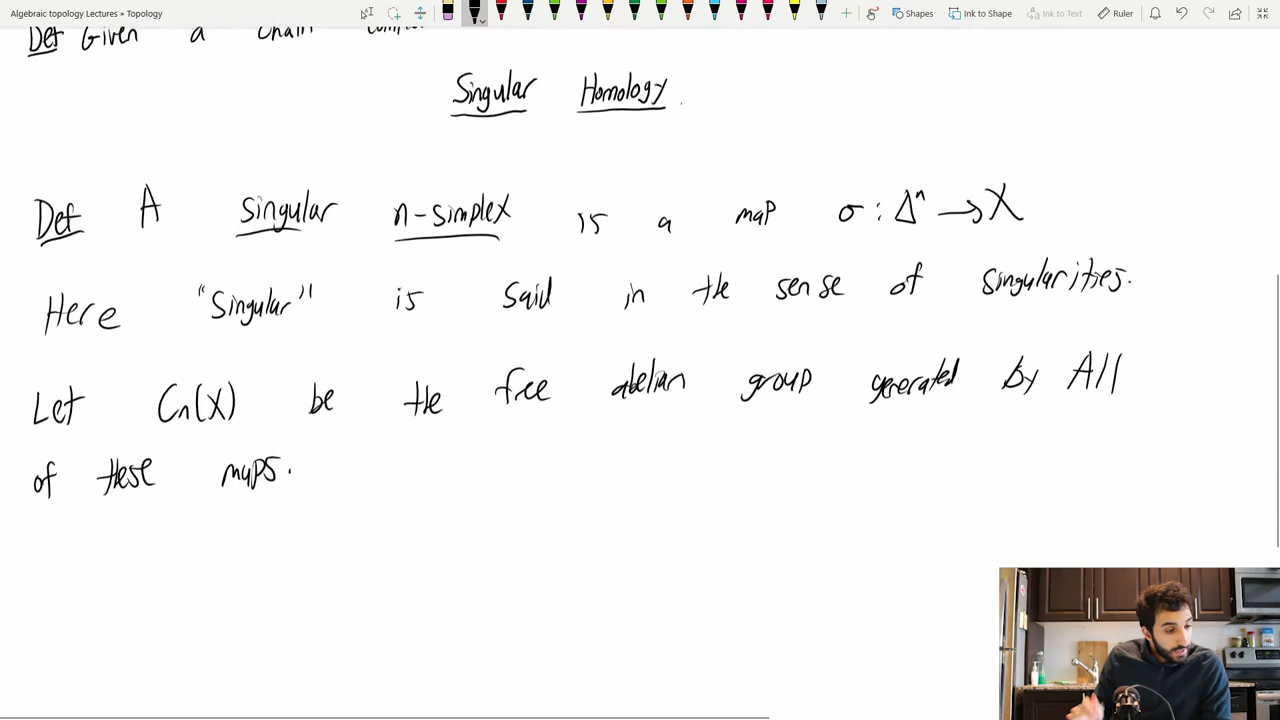 Algebraic topology Lectures » Topology
Shapes Ink to Shape Ink to Text Ruler
Def Given a chain
Singular Homology
Def A singular n-simplex is a map σ : Δⁿ → X
Here "Singular" is said in the sense of singularities.
Let Cn(X) be the free abelian group generated by All
of these maps.